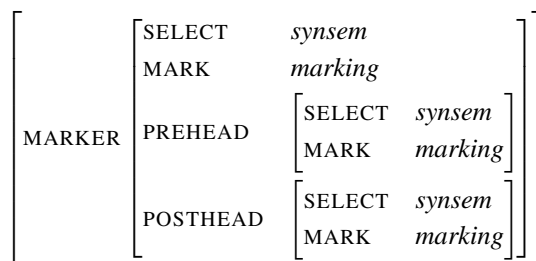 SELECT synsem
MARK marking
MARKER PREHEAD SELECT synsem
MARK marking
POSTHEAD SELECT synsem
MARK marking